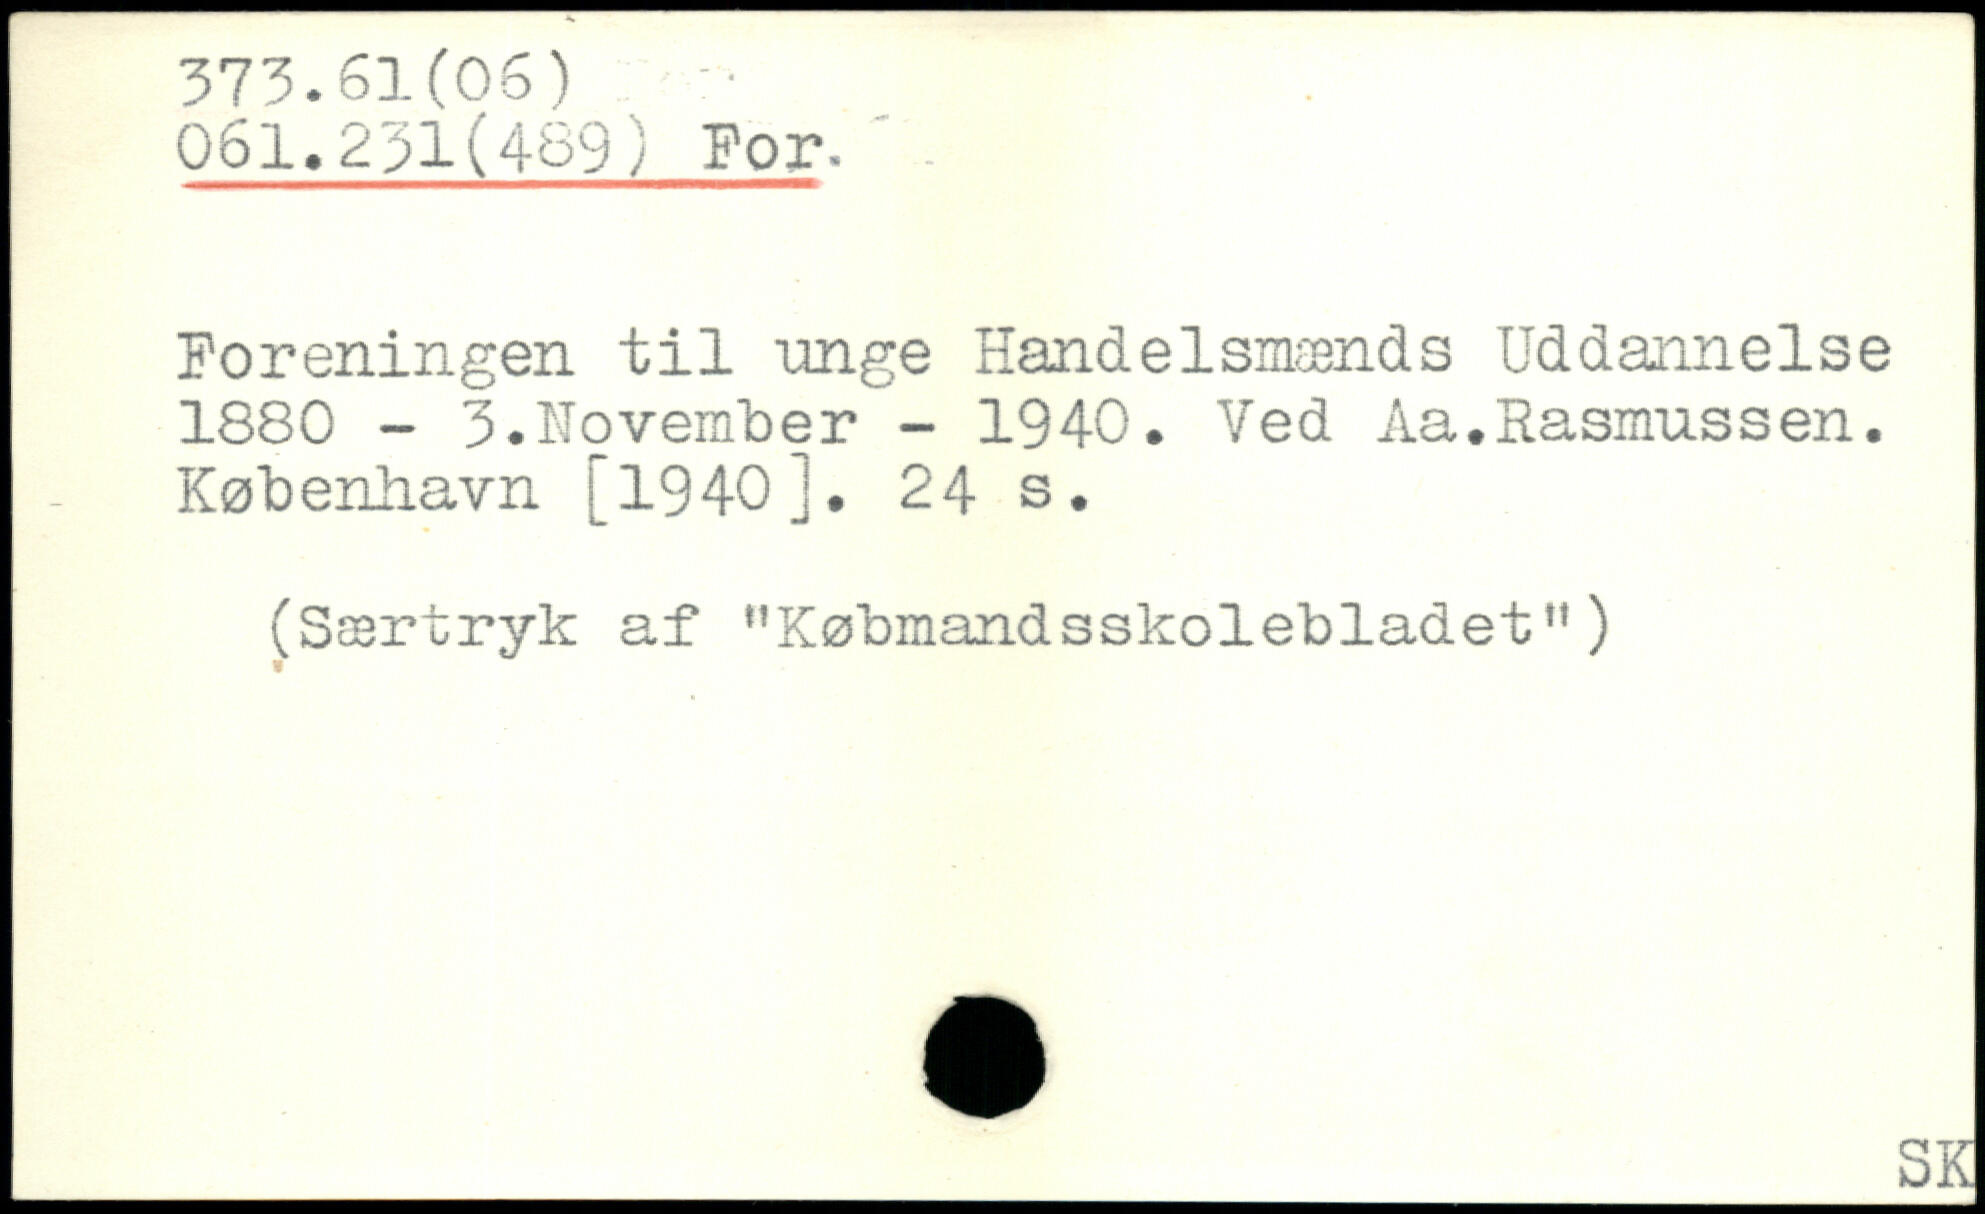 373.61(06)
061.231(489) For.
Foreningen til unge Handelsmænds Uddannelse
1880 - 3.November - 1940. Ved Aa.Rasmussen.
København [1940]. 24 s.
(Særtryk af "Købmandsskolebladet")
SK